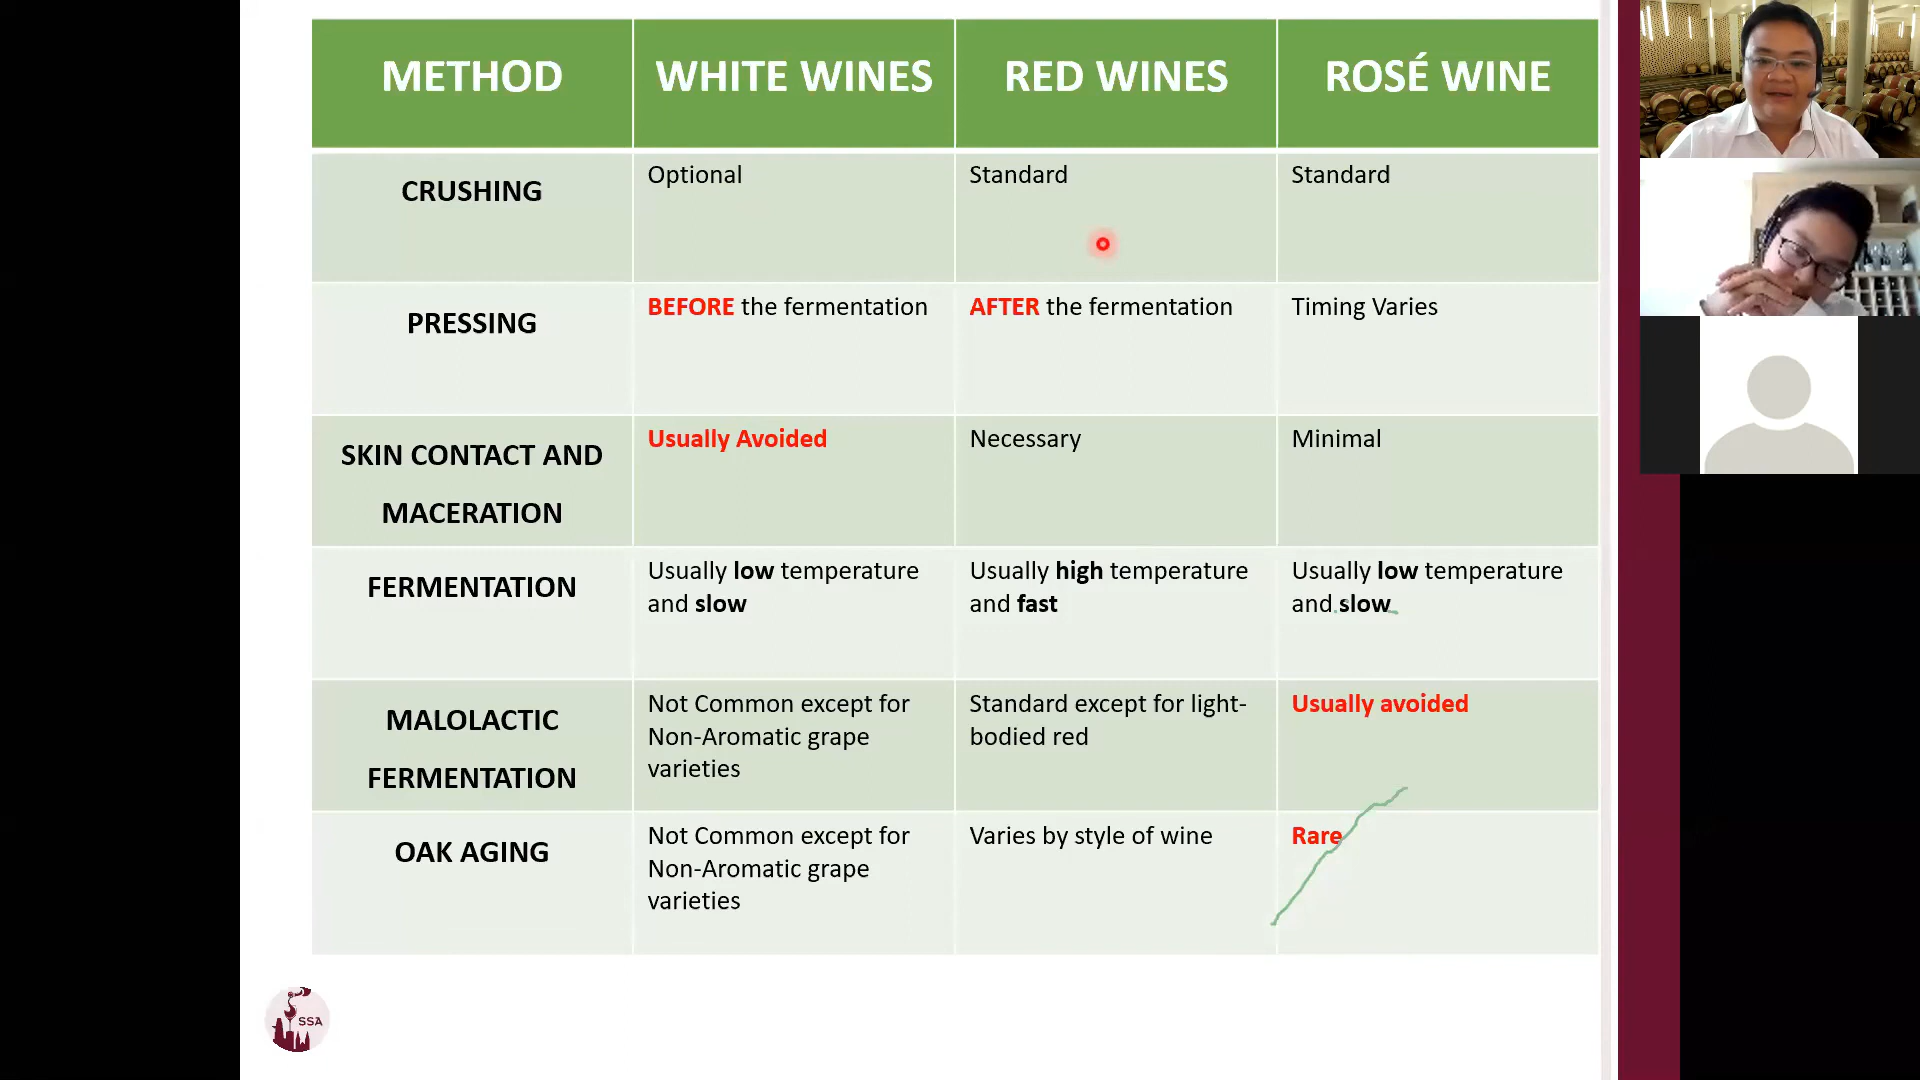 METHOD WHITE WINES RED WINES ROSÉ WINE
CRUSHING
Optional
Standard
Standard
PRESSING
BEFORE the fermentation
AFTER the fermentation
Timing Varies
SKIN CONTACT AND
MACERATION
Usually Avoided
Necessary
Minimal
FERMENTATION
Usually low temperature
and slow
Usually high temperature
and fast
Usually low temperature
and slow
MALOLACTIC
FERMENTATION
Not Common except for
Non-Aromatic grape
varieties
Standard except for light-
bodied red
Usually avoided
OAK AGING
Not Common except for
Non-Aromatic grape
varieties
Varies by style of wine
Rare
SSA